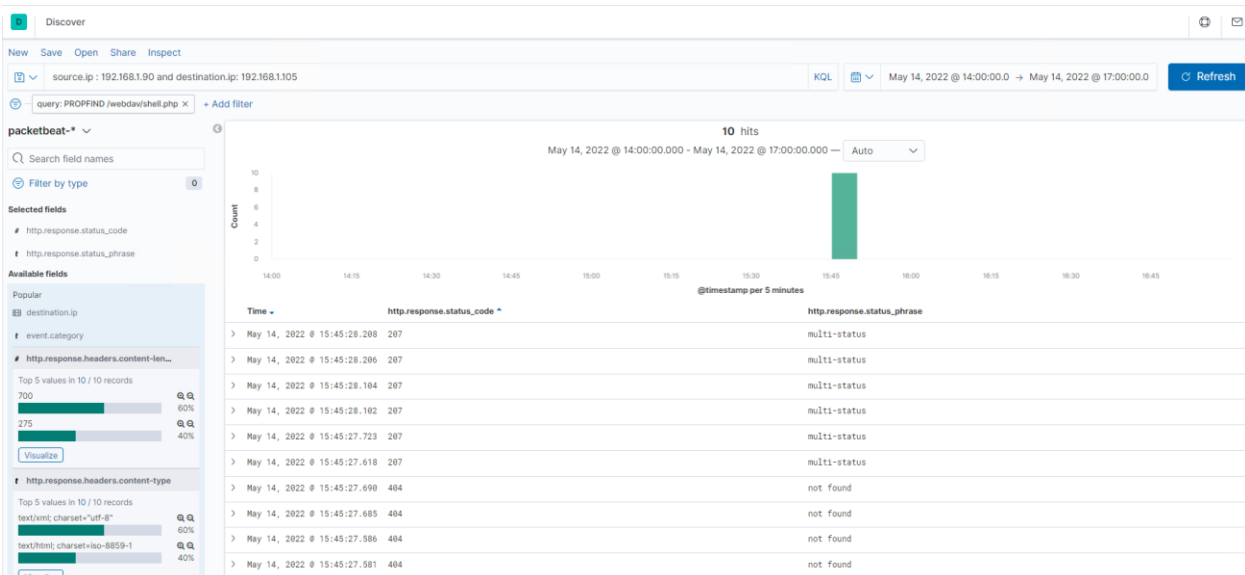 D Discover
New Save Open Share Inspect
source.ip : 192.168.1.90 and destination.ip: 192.168.1.105 KQL May 14, 2022 @ 14:00:00.0 → May 14, 2022 @ 17:00:00.0 Refresh
query: PROPFIND /webdav/shell.php × + Add filter
packetbeat-*
Search field names
Filter by type 0
Selected fields
# http.response.status_code
t http.response.status_phrase
Available fields
Popular
destination.ip
t event.category
# http.response.headers.content-len...
Top 5 values in 10 / 10 records
700
60%
275
40%
Visualize
t http.response.headers.content-type
Top 5 values in 10 / 10 records
text/xml; charset="utf-8"
60%
text/html; charset=iso-8859-1
40%
Visualize
10 hits
May 14, 2022 @ 14:00:00.000 - May 14, 2022 @ 17:00:00.000 — Auto
Count
10
8
6
4
2
0
14:00 14:15 14:30 14:45 15:00 15:15 15:30 15:45 16:00 16:15 16:30 16:45
@timestamp per 5 minutes
Time http.response.status_code http.response.status_phrase
May 14, 2022 @ 15:45:28.208 207 multi-status
May 14, 2022 @ 15:45:28.206 207 multi-status
May 14, 2022 @ 15:45:28.104 207 multi-status
May 14, 2022 @ 15:45:28.102 207 multi-status
May 14, 2022 @ 15:45:27.723 207 multi-status
May 14, 2022 @ 15:45:27.618 207 multi-status
May 14, 2022 @ 15:45:27.690 404 not found
May 14, 2022 @ 15:45:27.685 404 not found
May 14, 2022 @ 15:45:27.586 404 not found
May 14, 2022 @ 15:45:27.581 404 not found